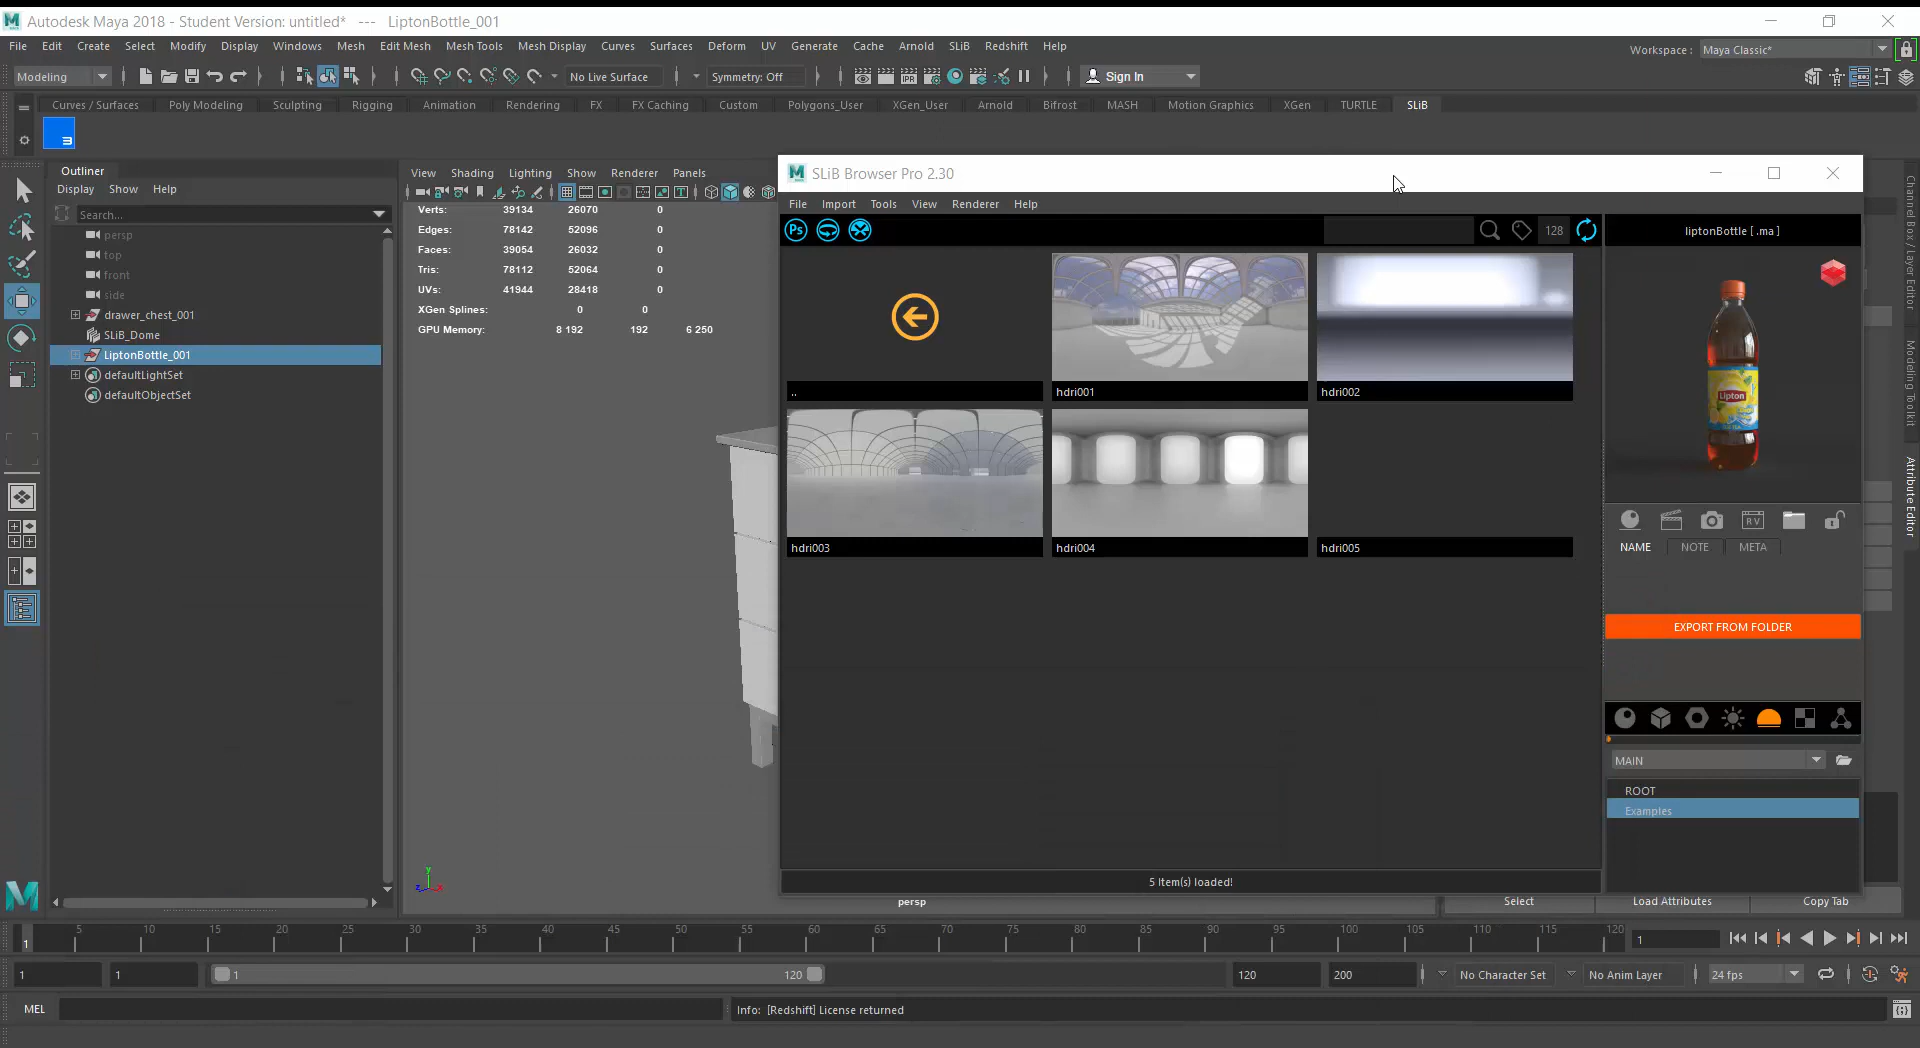 Autodesk Maya 2018 - Student Version: untitled* --- LiptonBottle_001
File Edit Create Select Modify Display Windows Mesh Edit Mesh Mesh Tools Mesh Display Curves Surfaces Deform UV Generate Cache Arnold SLiB Redshift Help
Workspace : Maya Classic*
Modeling No Live Surface Symmetry: Off Sign In
Curves / Surfaces Poly Modeling Sculpting Rigging Animation Rendering FX FX Caching Custom Polygons_User XGen_User Arnold Bifrost MASH Motion Graphics XGen TURTLE SLiB
3
Outliner
Display Show Help
Search...
persp
top
front
side
drawer_chest_001
SLiB_Dome
LiptonBottle_001
defaultLightSet
defaultObjectSet
View Shading Lighting Show Renderer Panels
Verts: 39134 26070 0
Edges: 78142 52096 0
Faces: 39054 26032 0
Tris: 78112 52064 0
UVs: 41944 28418 0
XGen Splines: 0 0
GPU Memory: 8 192 192 6 250
SLiB Browser Pro 2.30
File Import Tools View Renderer Help
Ps 128
liptonBottle [ .ma ]
.. hdri001 hdri002
hdri003 hdri004 hdri005
Lipton
RV
NAME NOTE META
EXPORT FROM FOLDER
MAIN
ROOT
Examples
5 Item(s) loaded!
Channel Box / Layer Editor
Modeling Toolkit
Attribute Editor
y
z x
persp
Select Load Attributes Copy Tab
1 5 10 15 20 25 30 35 40 45 50 55 60 65 70 75 80 85 90 95 100 105 110 115 120 1
1 1 1 120 120 200 No Character Set No Anim Layer 24 fps
MEL Info: [Redshift] License returned